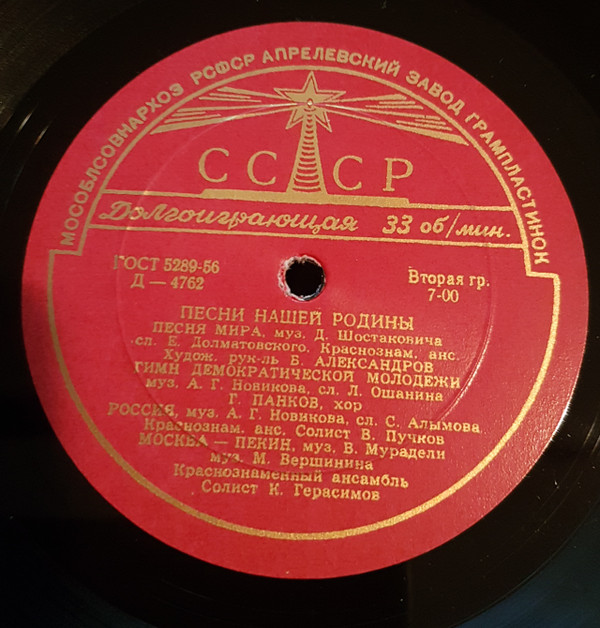 МОСОБЛСОВНАРХОЗ РСФСР АПРЕЛЕВСКИЙ ЗАВОД ГРАМПЛАСТИНОК
СССР
Долгоиграющая 33 об/мин.
ГОСТ 5289-56
Д — 4762
Вторая гр.
7-00
ПЕСНИ НАШЕЙ РОДИНЫ
ПЕСНЯ МИРА, муз. Д. Шостаковича
сл. Е. Долматовского, Краснознам. анс.
Худож. рук-ль Б. АЛЕКСАНДРОВ
ГИМН ДЕМОКРАТИЧЕСКОЙ МОЛОДЕЖИ
муз. А. Г. Новикова, сл. Л. Ошанина
Г. ПАНКОВ, хор
РОССИЯ, муз. А. Г. Новикова, сл. С. Алымова
Краснознам. анс. Солист В. Пучков
МОСКВА — ПЕКИН, муз. В. Мурадели
муз. М. Вершинина
Краснознаменный ансамбль
Солист К. Герасимов